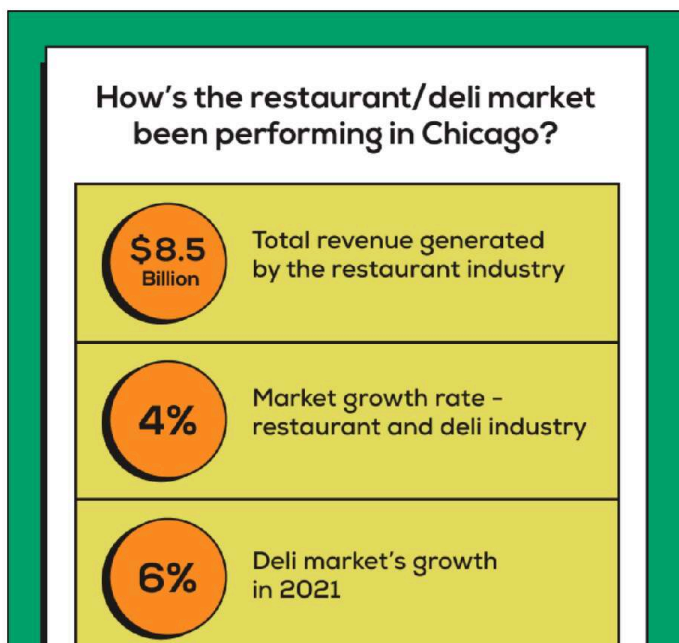 How's the restaurant/deli market
been performing in Chicago?
$8.5
Billion
Total revenue generated
by the restaurant industry
4%
Market growth rate -
restaurant and deli industry
6%
Deli market's growth
in 2021